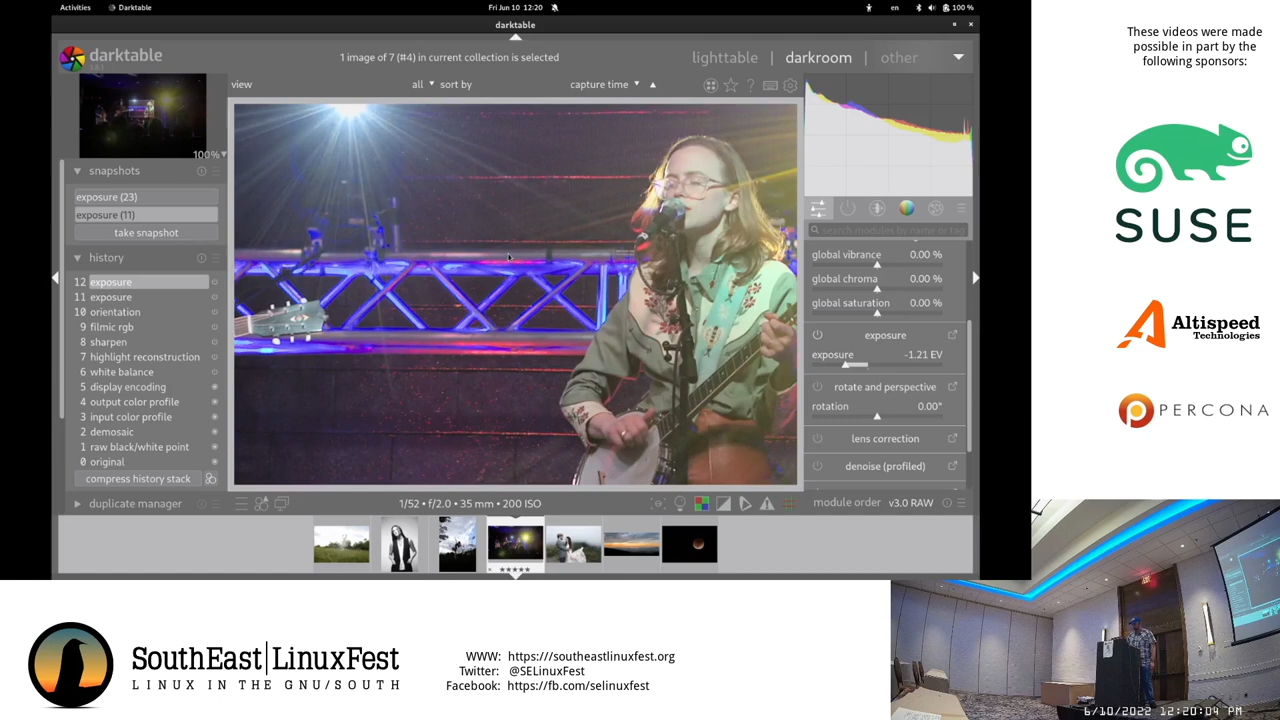 Activities
Darktable
Fri Jun 10 12:20
en
100 %
darktable
darktable
1 image of 7 (#4) in current collection is selected
lighttable | darkroom | other
view
all
sort by
capture time
100%
snapshots
exposure (23)
exposure (11)
take snapshot
history
12 exposure
11 exposure
10 orientation
9 filmic rgb
8 sharpen
7 highlight reconstruction
6 white balance
5 display encoding
4 output color profile
3 input color profile
2 demosaic
1 raw black/white point
0 original
compress history stack
duplicate manager
1/52 • f/2.0 • 35 mm • 200 ISO
search modules by name or tag
global vibrance 0.00 %
global chroma 0.00 %
global saturation 0.00 %
exposure
exposure -1.21 EV
rotate and perspective
rotation 0.00°
lens correction
denoise (profiled)
module order v3.0 RAW
These videos were made
possible in part by the
following sponsors:
SUSE
Altispeed
Technologies
PERCONA
SouthEast|LinuxFest
LINUX IN THE GNU/SOUTH
WWW: https:///southeastlinuxfest.org
Twitter: @SELinuxFest
Facebook: https://fb.com/selinuxfest
6/10/2022 12:20:04 PM